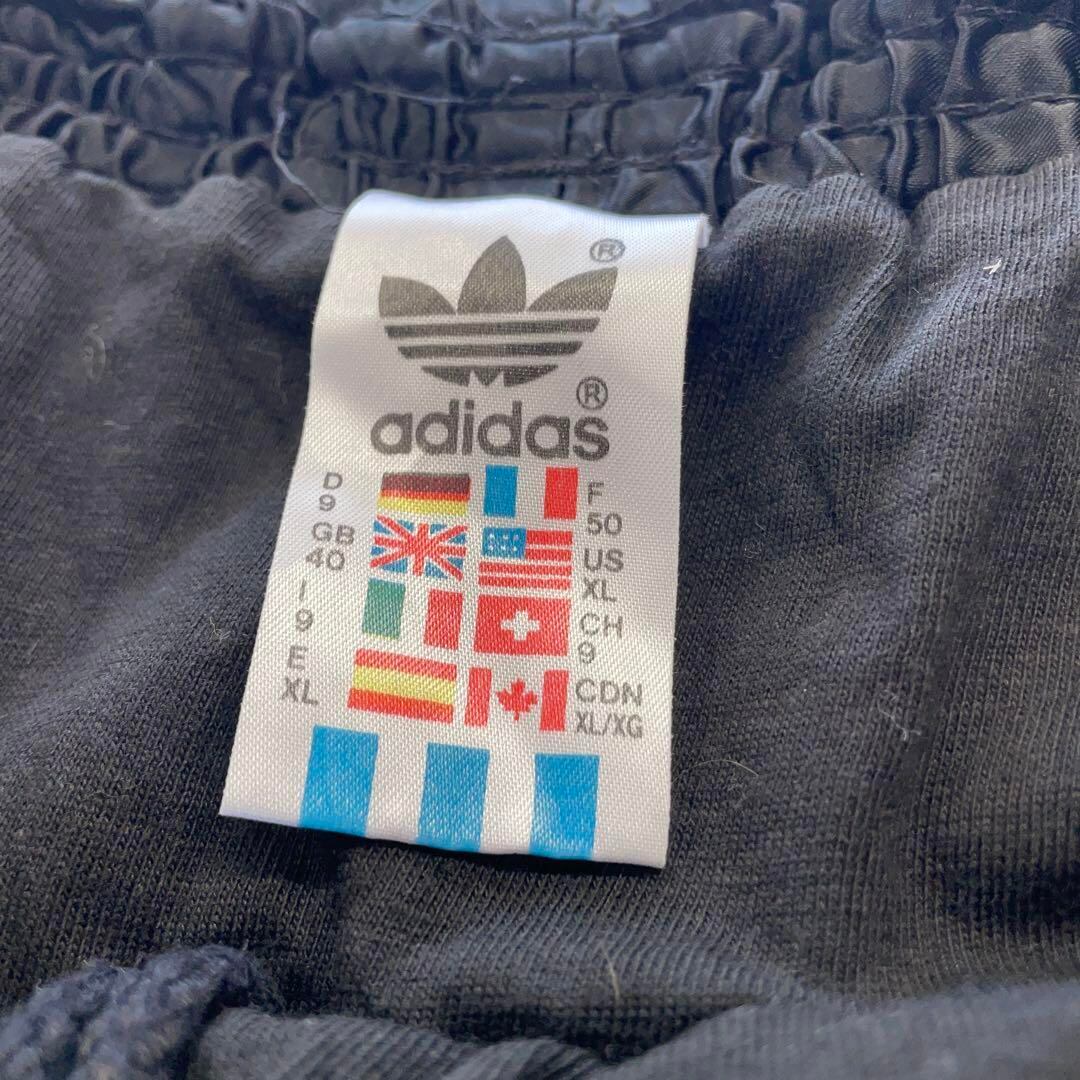 ®
®
adidas
D
9
GB
40
I
9
E
XL
F
50
US
XL
CH
9
CDN
XL/XG